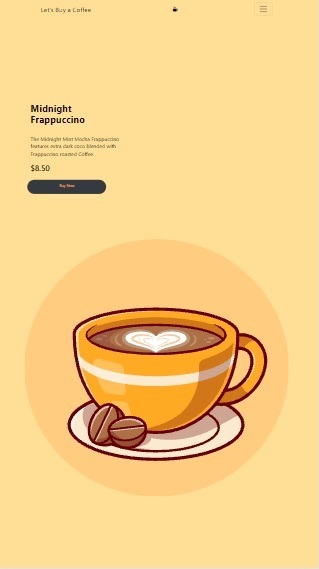 Let's Buy a Coffee
Midnight
Frappuccino
The Midnight Mint Mocha Frappuccino
features extra dark coco blended with
Frappuccino roasted Coffee.
$8.50
Buy Now